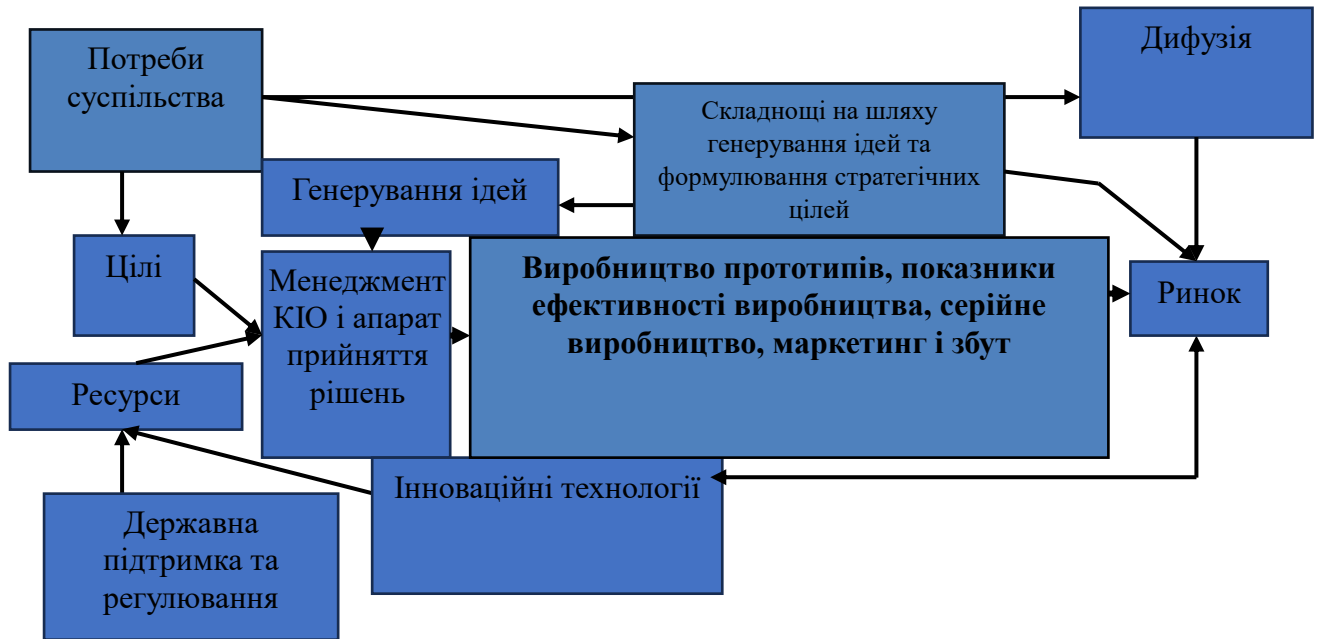 Потреби
суспільства
Дифузія
Складнощі на шляху
генерування ідей та
формулювання стратегічних
цілей
Генерування ідей
Цілі
Менеджмент
КІО і апарат
прийняття
рішень
Виробництво прототипів, показники
ефективності виробництва, серійне
виробництво, маркетинг і збут
Ринок
Ресурси
Інноваційні технології
Державна
підтримка та
регулювання